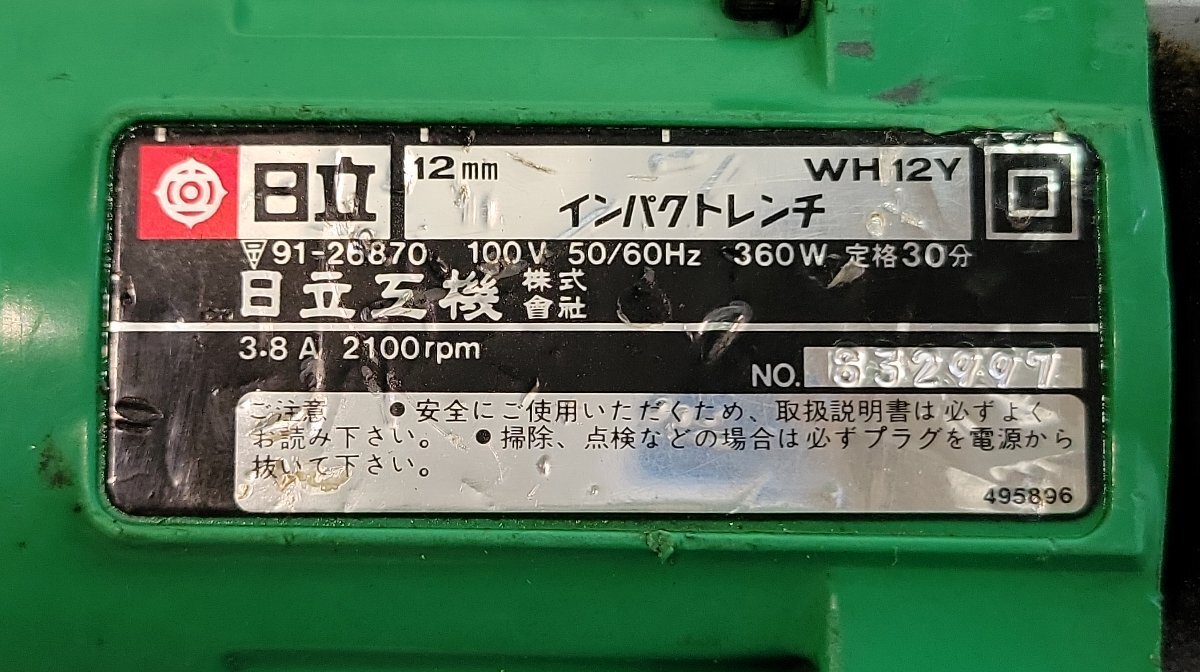 日立 12mm WH12Y
インパクトレンチ
91-26870 100V 50/60Hz 360W 定格30分
日立工機 株式會社
3.8A 2100rpm
NO. 832997
ご注意 ●安全にご使用いただくため、取扱説明書は必ずよく
お読み下さい。 ●掃除、点検などの場合は必ずプラグを電源から
抜いて下さい。
495896